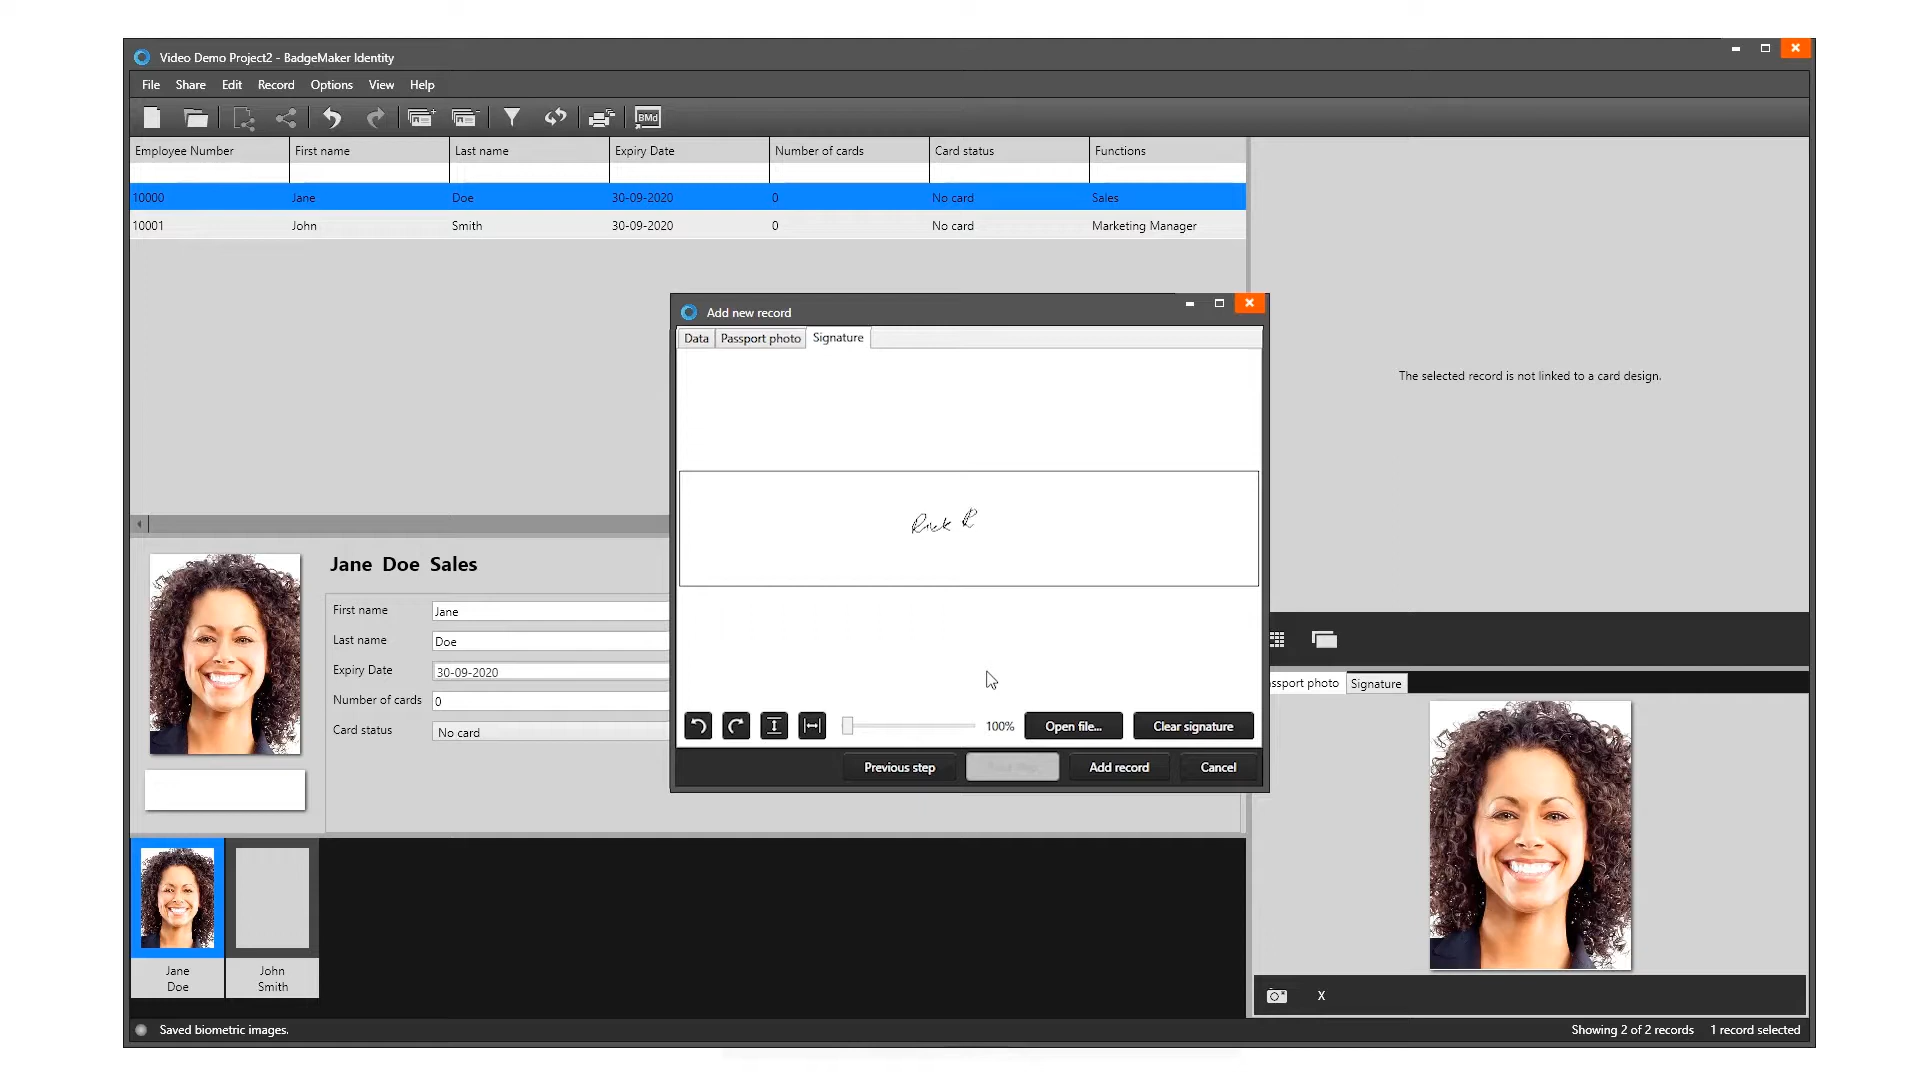 Video Demo Project2 - BadgeMaker Identity
File Share Edit Record Options View Help
BMd
Employee Number First name Last name Expiry Date Number of cards Card status Functions
10000 Jane Doe 30-09-2020 0 No card Sales
10001 John Smith 30-09-2020 0 No card Marketing Manager
Add new record
Data Passport photo Signature
Rick R
100% Open file... Clear signature
Previous step Add record Cancel
The selected record is not linked to a card design.
Jane Doe Sales
First name Jane
Last name Doe
Expiry Date 30-09-2020
Number of cards 0
Card status No card
ssport photo Signature
X
Jane
Doe
John
Smith
Saved biometric images.
Showing 2 of 2 records 1 record selected